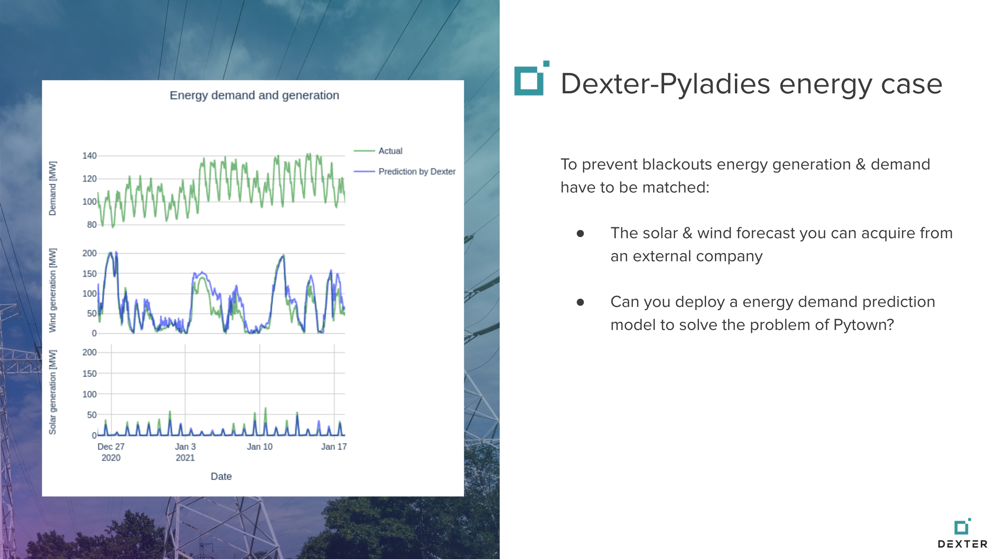 Energy demand and generation
Actual
Prediction by Dexter
Demand [MW]
140
120
100
80
Wind generation [MW]
200
150
100
50
0
Solar generation [MW]
200
150
100
50
0
Dec 27
2020
Jan 3
2021
Jan 10
Jan 17
Date
Dexter-Pyladies energy case
To prevent blackouts energy generation & demand
have to be matched:
● The solar & wind forecast you can acquire from
an external company
● Can you deploy a energy demand prediction
model to solve the problem of Pytown?
DEXTER